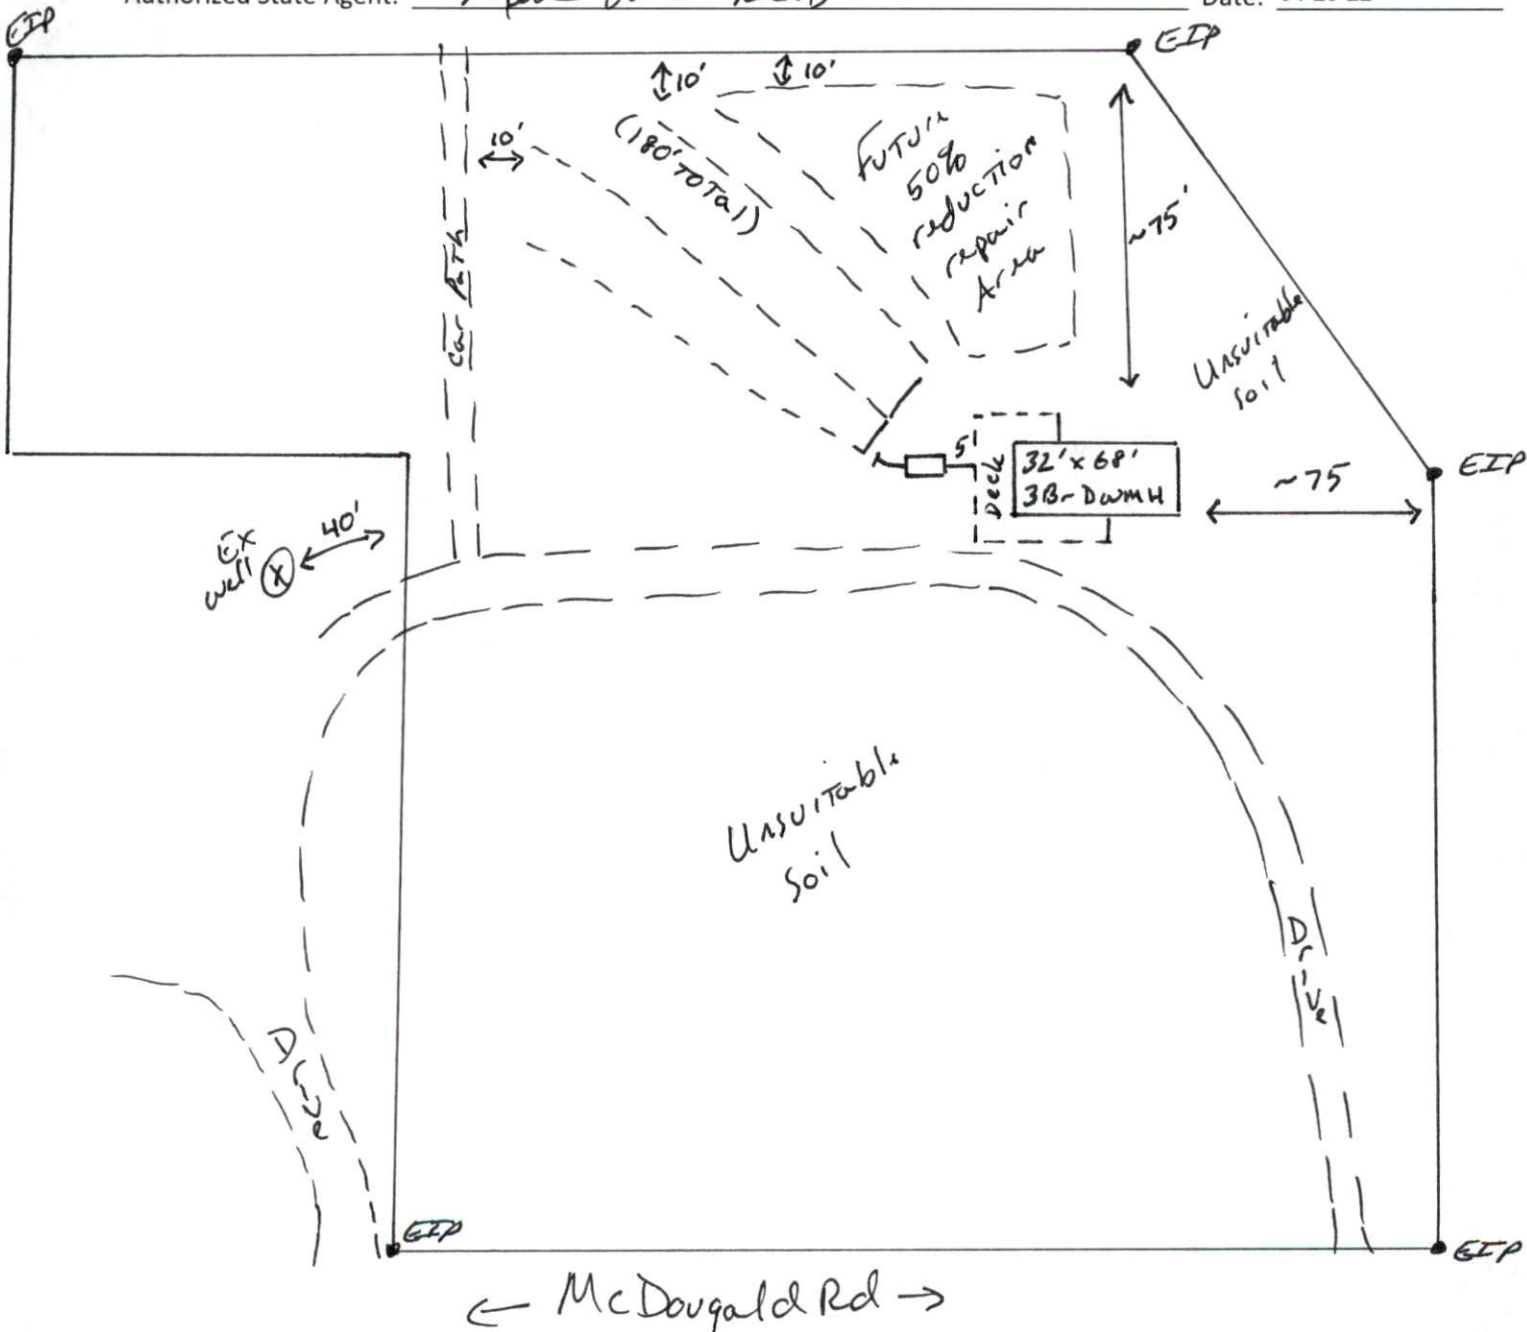 Authorized State Agent:
Date:
EIP
EIP
10'
10'
10'
(180' Total)
Future
50%
reduction
repair
Area
~75'
Car Path
Unsuitable
Soil
5'
Deck
32' x 68'
3Br DWMH
~75
EIP
Ex
well
X
40'
Unsuitable
Soil
Drive
Drive
EIP
EIP
← McDougald Rd →